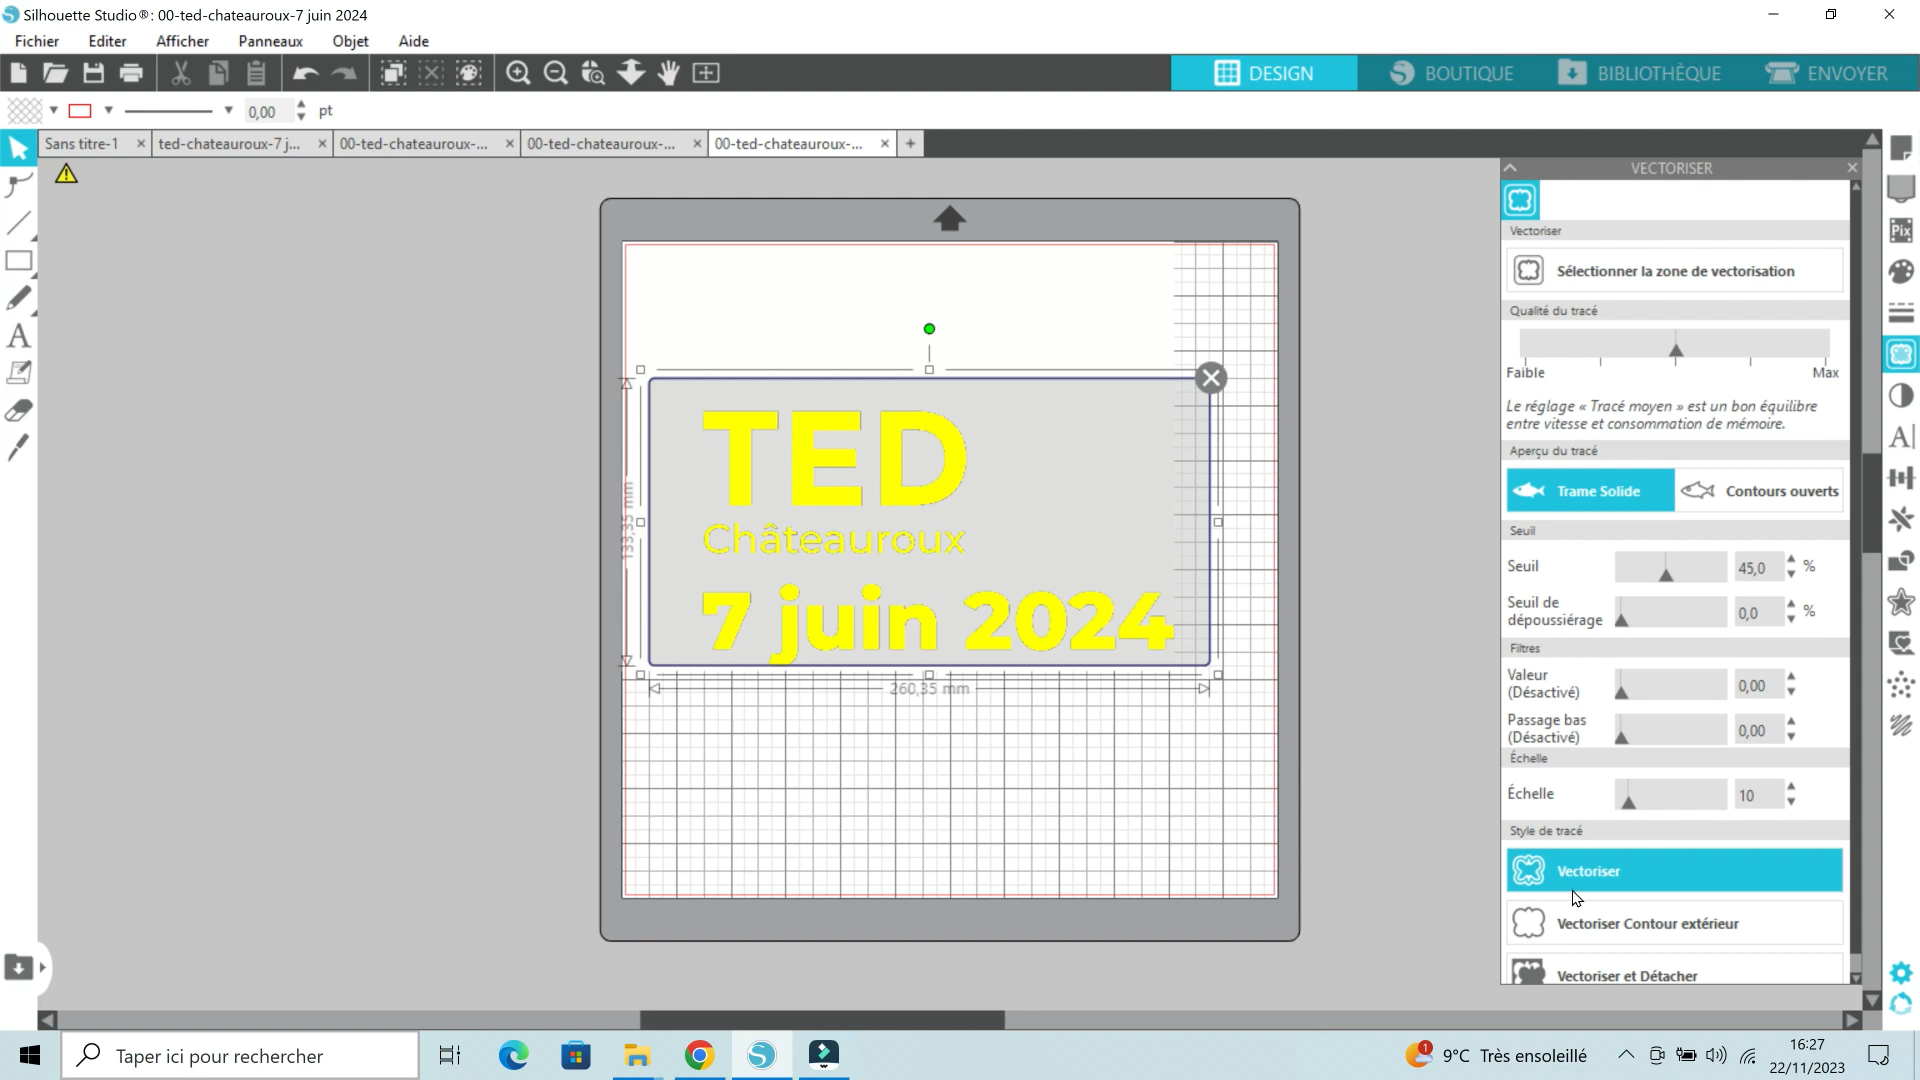 Silhouette Studio®: 00-ted-chateauroux-7 juin 2024
Fichier Editer Afficher Panneaux Objet Aide
DESIGN BOUTIQUE BIBLIOTHÈQUE ENVOYER
0,00 pt
Sans titre-1 ted-chateauroux-7 j... 00-ted-chateauroux-... 00-ted-chateauroux-... 00-ted-chateauroux-...
VECTORISER
Vectoriser
Sélectionner la zone de vectorisation
Qualité du tracé
Faible Max
Le réglage « Tracé moyen » est un bon équilibre
entre vitesse et consommation de mémoire.
Aperçu du tracé
Trame Solide Contours ouverts
Seuil
Seuil 45,0 %
Seuil de
dépoussiérage 0,0 %
Filtres
Valeur
(Désactivé) 0,00
Passage bas
(Désactivé) 0,00
Échelle
Échelle 10
Style de tracé
Vectoriser
Vectoriser Contour extérieur
Vectoriser et Détacher
Pix
TED
Châteauroux
7 juin 2024
133,35 mm
260,35 mm
Taper ici pour rechercher
1
9°C Très ensoleillé
16:27
22/11/2023